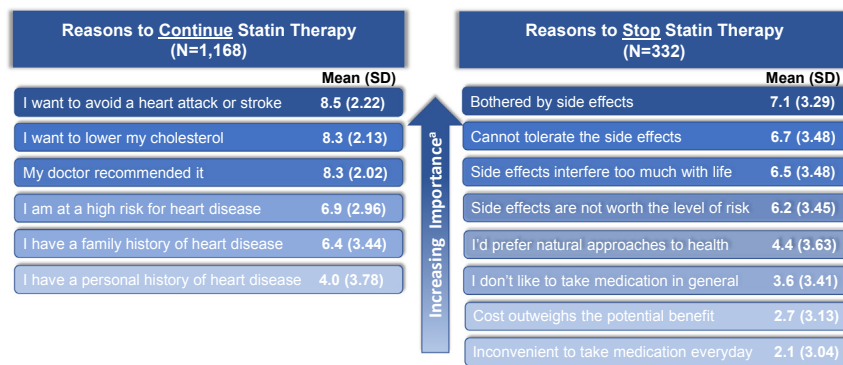 Reasons to Continue Statin Therapy
(N=1,168)
Mean (SD)
I want to avoid a heart attack or stroke 8.5 (2.22)
I want to lower my cholesterol 8.3 (2.13)
My doctor recommended it 8.3 (2.02)
I am at a high risk for heart disease 6.9 (2.96)
I have a family history of heart disease 6.4 (3.44)
I have a personal history of heart disease 4.0 (3.78)
Increasing Importanceª
Reasons to Stop Statin Therapy
(N=332)
Mean (SD)
Bothered by side effects 7.1 (3.29)
Cannot tolerate the side effects 6.7 (3.48)
Side effects interfere too much with life 6.5 (3.48)
Side effects are not worth the level of risk 6.2 (3.45)
I'd prefer natural approaches to health 4.4 (3.63)
I don't like to take medication in general 3.6 (3.41)
Cost outweighs the potential benefit 2.7 (3.13)
Inconvenient to take medication everyday 2.1 (3.04)